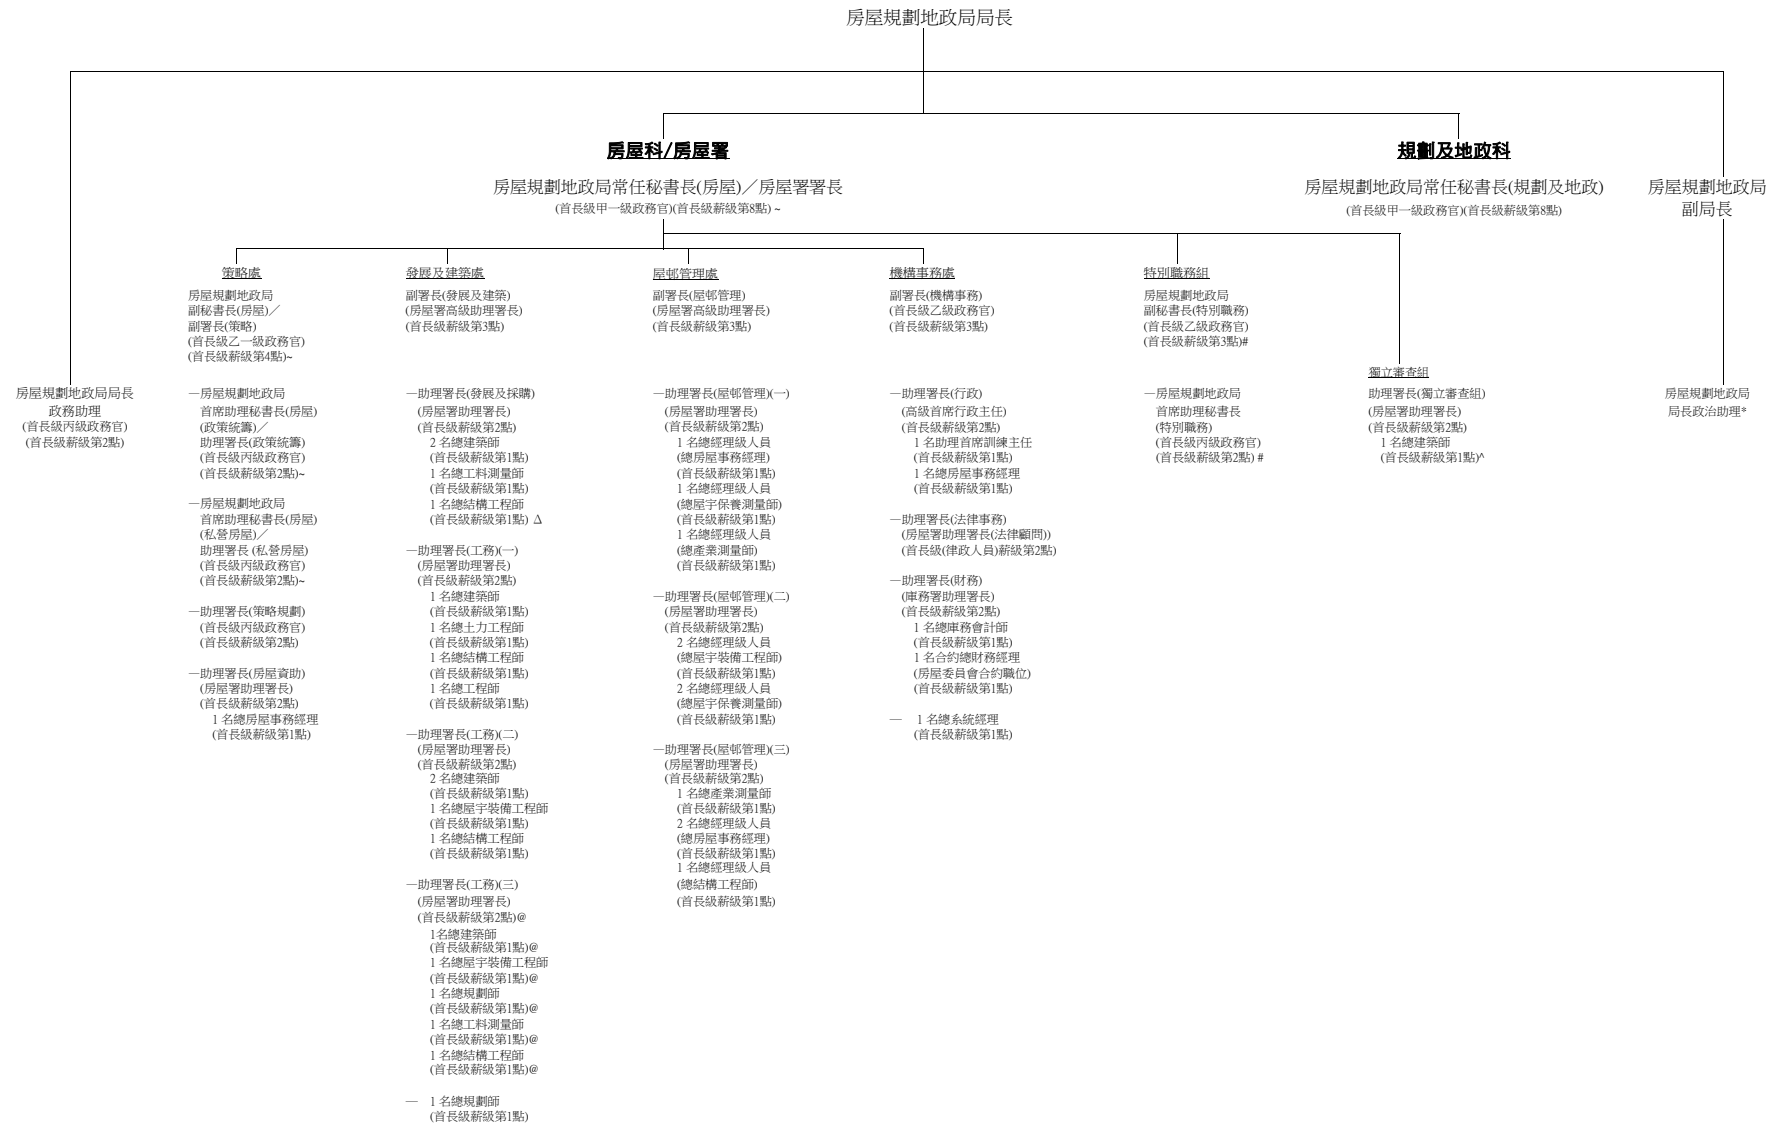 房屋規劃地政局局長
房屋科/房屋署
房屋規劃地政局常任秘書長(房屋)／房屋署署長
(首長級甲一級政務官)(首長級薪級第8點) ~
規劃及地政科
房屋規劃地政局常任秘書長(規劃及地政)
(首長級甲一級政務官)(首長級薪級第8點)
房屋規劃地政局
副局長
房屋規劃地政局局長
政務助理
(首長級丙級政務官)
(首長級薪級第2點)
策略處
房屋規劃地政局
副秘書長(房屋)／
副署長(策略)
(首長級乙一級政務官)
(首長級薪級第4點)~
—房屋規劃地政局
首席助理秘書長(房屋)
(政策統籌)／
助理署長(政策統籌)
(首長級丙級政務官)
(首長級薪級第2點)~
—房屋規劃地政局
首席助理秘書長(房屋)
(私營房屋)／
助理署長 (私營房屋)
(首長級丙級政務官)
(首長級薪級第2點)~
—助理署長(策略規劃)
(首長級丙級政務官)
(首長級薪級第2點)
—助理署長(房屋資助)
(房屋署助理署長)
(首長級薪級第2點)
1 名總房屋事務經理
(首長級薪級第1點)
發展及建築處
副署長(發展及建築)
(房屋署高級助理署長)
(首長級薪級第3點)
—助理署長(發展及採購)
(房屋署助理署長)
(首長級薪級第2點)
2 名總建築師
(首長級薪級第1點)
1 名總工料測量師
(首長級薪級第1點)
1 名總結構工程師
(首長級薪級第1點) Δ
—助理署長(工務)(一)
(房屋署助理署長)
(首長級薪級第2點)
1 名總建築師
(首長級薪級第1點)
1 名總土力工程師
(首長級薪級第1點)
1 名總結構工程師
(首長級薪級第1點)
1 名總工程師
(首長級薪級第1點)
—助理署長(工務)(二)
(房屋署助理署長)
(首長級薪級第2點)
2 名總建築師
(首長級薪級第1點)
1 名總屋宇裝備工程師
(首長級薪級第1點)
1 名總結構工程師
(首長級薪級第1點)
—助理署長(工務)(三)
(房屋署助理署長)
(首長級薪級第2點)@
1名總建築師
(首長級薪級第1點)@
1 名總屋宇裝備工程師
(首長級薪級第1點)@
1 名總規劃師
(首長級薪級第1點)@
1 名總工料測量師
(首長級薪級第1點)@
1 名總結構工程師
(首長級薪級第1點)@
— 1 名總規劃師
(首長級薪級第1點)
屋邨管理處
副署長(屋邨管理)
(房屋署高級助理署長)
(首長級薪級第3點)
—助理署長(屋邨管理)(一)
(房屋署助理署長)
(首長級薪級第2點)
1 名總經理級人員
(總房屋事務經理)
(首長級薪級第1點)
1 名總經理級人員
(總屋宇保養測量師)
(首長級薪級第1點)
1 名總經理級人員
(總產業測量師)
(首長級薪級第1點)
—助理署長(屋邨管理)(二)
(房屋署助理署長)
(首長級薪級第2點)
2 名總經理級人員
(總屋宇裝備工程師)
(首長級薪級第1點)
2 名總經理級人員
(總屋宇保養測量師)
(首長級薪級第1點)
—助理署長(屋邨管理)(三)
(房屋署助理署長)
(首長級薪級第2點)
1 名總產業測量師
(首長級薪級第1點)
2 名總經理級人員
(總房屋事務經理)
(首長級薪級第1點)
1 名總經理級人員
(總結構工程師)
(首長級薪級第1點)
機構事務處
副署長(機構事務)
(首長級乙級政務官)
(首長級薪級第3點)
—助理署長(行政)
(高級首席行政主任)
(首長級薪級第2點)
1 名助理首席訓練主任
(首長級薪級第1點)
1 名總房屋事務經理
(首長級薪級第1點)
—助理署長(法律事務)
(房屋署助理署長(法律顧問))
(首長級(律政人員)薪級第2點)
—助理署長(財務)
(庫務署助理署長)
(首長級薪級第2點)
1 名總庫務會計師
(首長級薪級第1點)
1 名合約總財務經理
(房屋委員會合約職位)
(首長級薪級第1點)
— 1 名總系統經理
(首長級薪級第1點)
特別職務組
房屋規劃地政局
副秘書長(特別職務)
(首長級乙級政務官)
(首長級薪級第3點)#
—房屋規劃地政局
首席助理秘書長
(特別職務)
(首長級丙級政務官)
(首長級薪級第2點) #
獨立審查組
助理署長(獨立審查組)
(房屋署助理署長)
(首長級薪級第2點)
1 名總建築師
(首長級薪級第1點)^
房屋規劃地政局
局長政治助理*